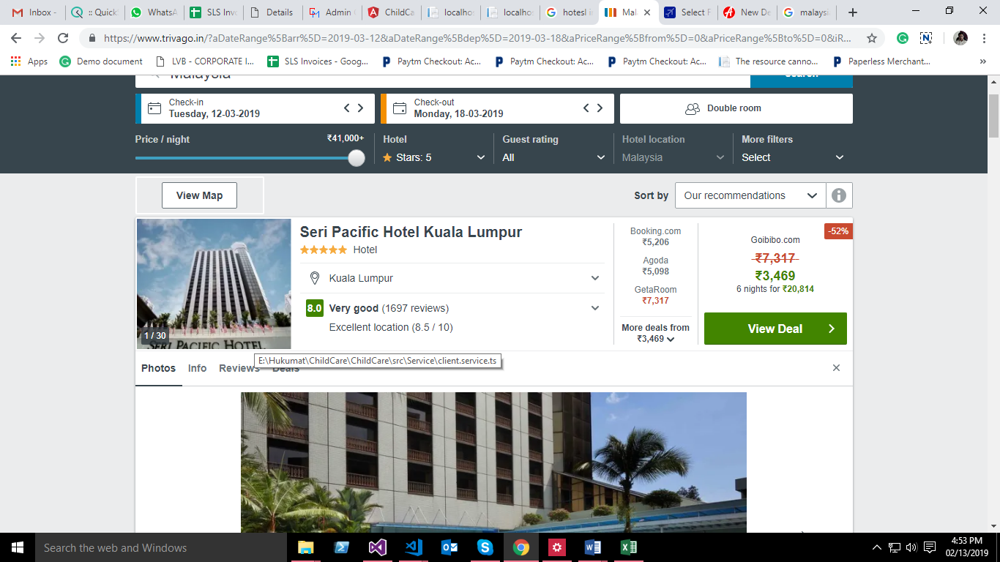 Inbox -
:: Quick
WhatsA
SLS Invo
Details
Admin
ChildCa
localhos
localhos
hotesl in
Mal
Select F
New De
malaysi
https://www.trivago.in/?aDateRange%5Barr%5D=2019-03-12&aDateRange%5Bdep%5D=2019-03-18&aPriceRange%5Bfrom%5D=0&aPriceRange%5Bto%5D=0&iR...
Apps
Demo document
LVB - CORPORATE I...
SLS Invoices - Goog...
Paytm Checkout: Ac...
Paytm Checkout: Ac...
Paytm Checkout: Ac...
The resource canno...
Paperless Merchant...
Malaysia
Search
Check-in
Tuesday, 12-03-2019
Check-out
Monday, 18-03-2019
Double room
Price / night
₹41,000+
Hotel
Stars: 5
Guest rating
All
Hotel location
Malaysia
More filters
Select
View Map
Sort by
Our recommendations
Seri Pacific Hotel Kuala Lumpur
Hotel
Kuala Lumpur
8.0 Very good (1697 reviews)
Excellent location (8.5 / 10)
1 / 30
SERI PACIFIC HOTEL
Booking.com
₹5,206
Agoda
₹5,098
GetaRoom
₹7,317
More deals from
₹3,469
-52%
Goibibo.com
₹7,317
₹3,469
6 nights for ₹20,814
View Deal
E:\Hukumat\ChildCare\ChildCare\src\Service\client.service.ts
Photos
Info
Reviews
Deals
Search the web and Windows
4:53 PM
02/13/2019